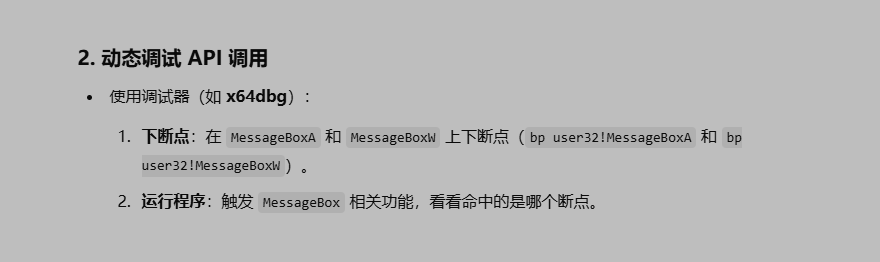 2. 动态调试 API 调用
• 使用调试器（如 x64dbg）：
1. 下断点：在 MessageBoxA 和 MessageBoxW 上下断点（bp user32!MessageBoxA 和 bp
user32!MessageBoxW）。
2. 运行程序：触发 MessageBox 相关功能，看看命中的是哪个断点。